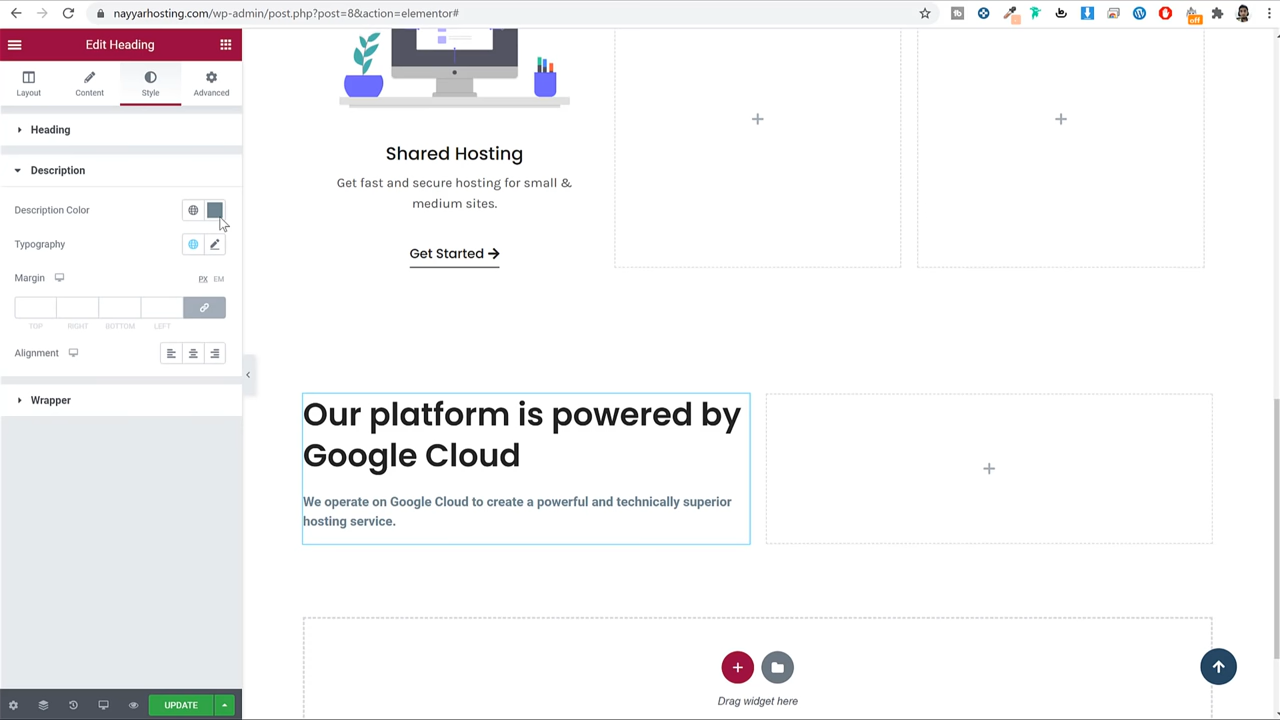 nayyarhosting.com/wp-admin/post.php?post=8&action=elementor#
off
Edit Heading
Layout
Content
Style
Advanced
Heading
Description
Description Color
Typography
Margin
PX
EM
TOP
RIGHT
BOTTOM
LEFT
Alignment
Wrapper
UPDATE
Shared Hosting
Get fast and secure hosting for small &
medium sites.
Get Started
Our platform is powered by
Google Cloud
We operate on Google Cloud to create a powerful and technically superior
hosting service.
Drag widget here